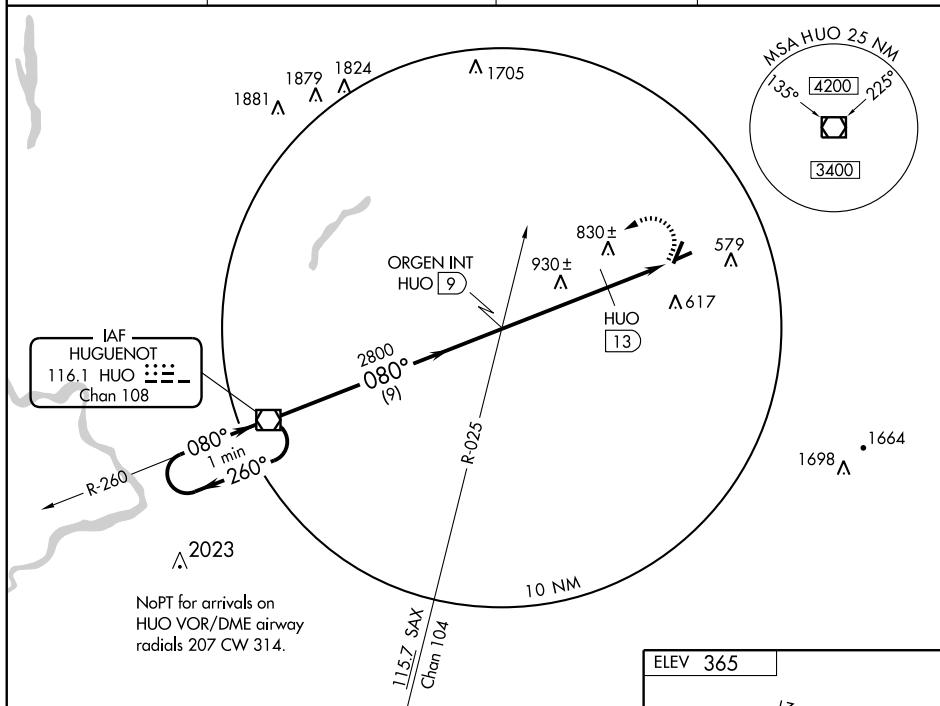 1881
1879
1824
1705
MSA HUO 25 NM
135°
4200
225°
3400
ORGEN INT
HUO 9
930±
830±
579
617
HUO
13
IAF
HUGUENOT
116.1 HUO
Chan 108
2800
080°
(9)
080°
1 min
260°
R-260
R-025
1664
1698
2023
10 NM
NoPT for arrivals on
HUO VOR/DME airway
radials 207 CW 314.
115.7 SAX
Chan 104
ELEV 365